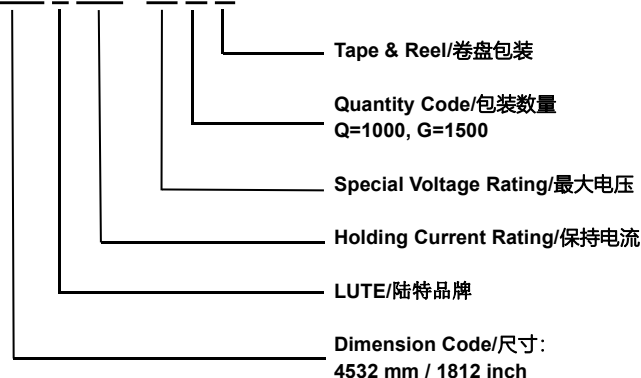 Tape & Reel/卷盘包装
Quantity Code/包装数量
Q=1000, G=1500
Special Voltage Rating/最大电压
Holding Current Rating/保持电流
LUTE/陆特品牌
Dimension Code/尺寸：
4532 mm / 1812 inch